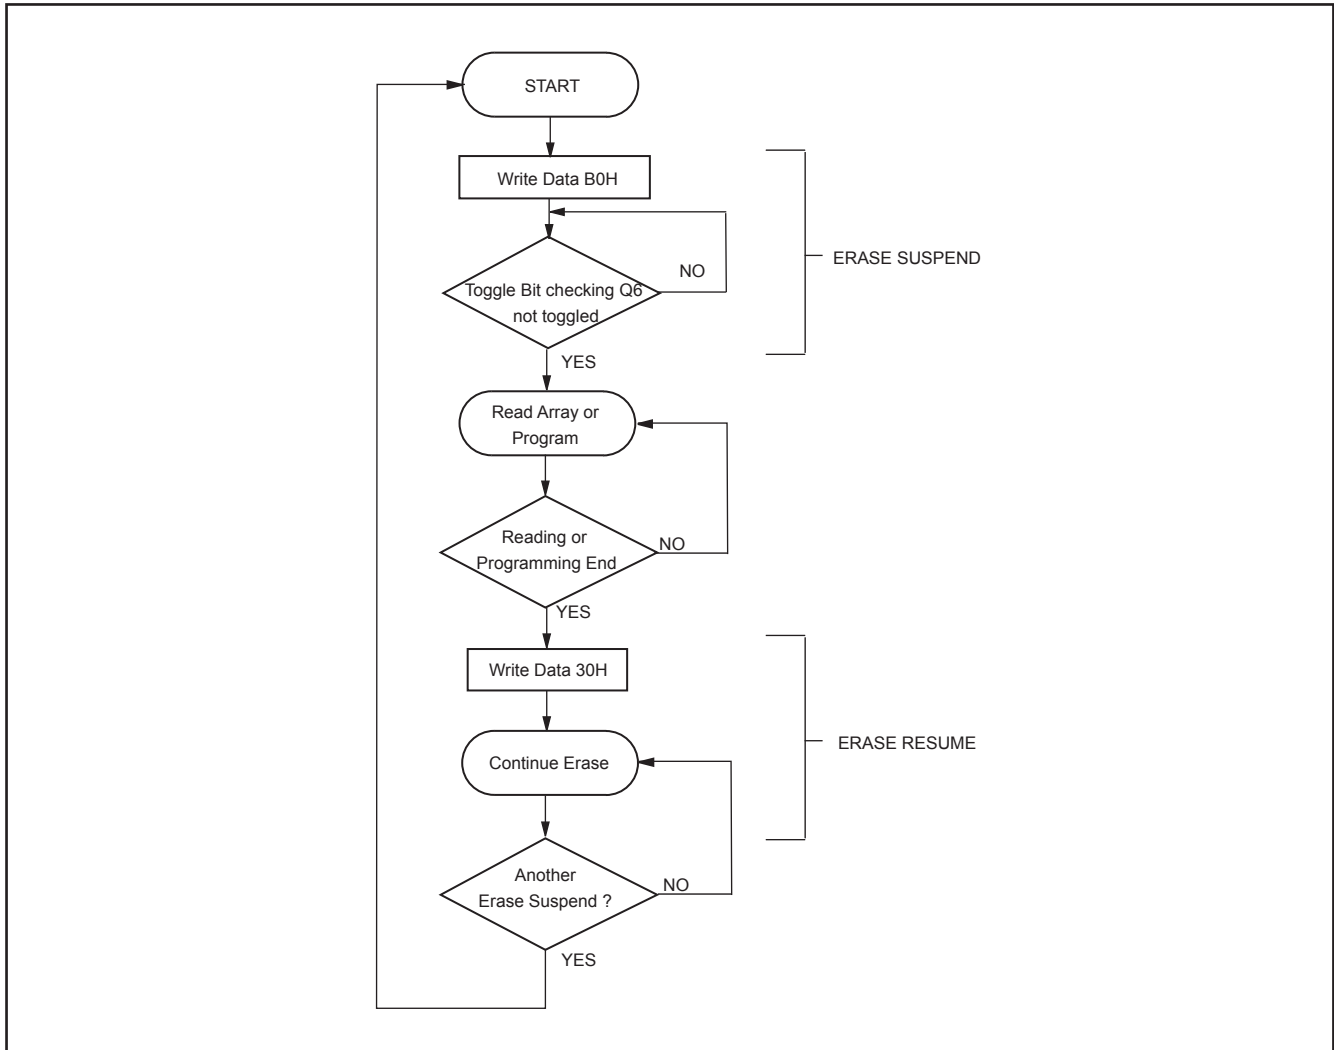 START
Write Data B0H
ERASE SUSPEND
NO
Toggle Bit checking Q6
not toggled
YES
Read Array or
Program
Reading or
NO
Programming End
YES
Write Data 30H
ERASE RESUME
Continue Erase
Another
NO
Erase Suspend ?
YES